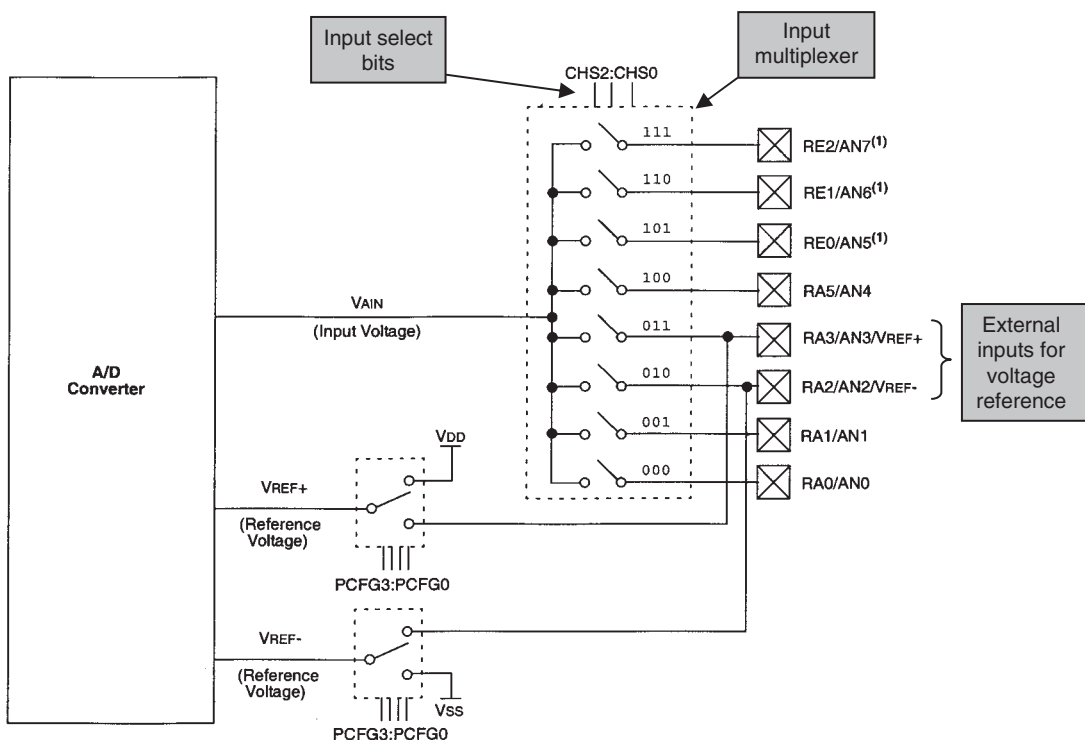 Input select
bits
Input
multiplexer
CHS2:CHS0
111
RE2/AN7(1)
110
RE1/AN6(1)
101
RE0/AN5(1)
100
RA5/AN4
VAIN
(Input Voltage)
011
RA3/AN3/VREF+
External
inputs for
voltage
reference
A/D
Converter
010
RA2/AN2/VREF-
001
RA1/AN1
VDD
000
RA0/AN0
VREF+
(Reference
Voltage)
PCFG3:PCFG0
VREF-
(Reference
Voltage)
VSS
PCFG3:PCFG0